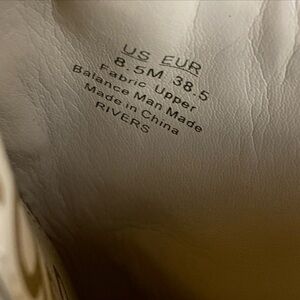 US EUR
8.5M 38.5
Fabric Upper
Balance Man Made
Made in China
RIVERS